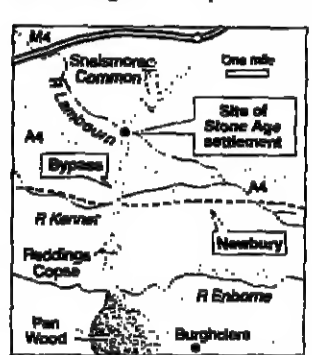 M4
Snelsmore
Common
One mile
R Lambourn
Site of
Stone Age
settlement
A4
Bypass
A4
R Kennet
Newbury
Reddings
Copse
R Enborne
Pen
Wood
Burghclere